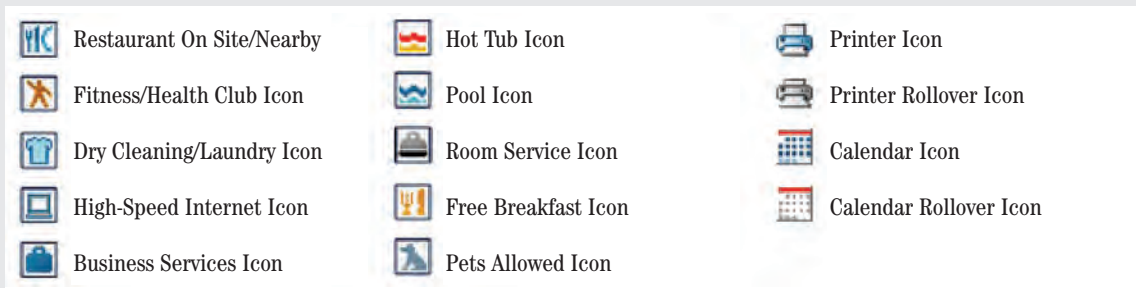 Restaurant On Site/Nearby
Fitness/Health Club Icon
Dry Cleaning/Laundry Icon
High-Speed Internet Icon
Business Services Icon
Hot Tub Icon
Pool Icon
Room Service Icon
Free Breakfast Icon
Pets Allowed Icon
Printer Icon
Printer Rollover Icon
Calendar Icon
Calendar Rollover Icon